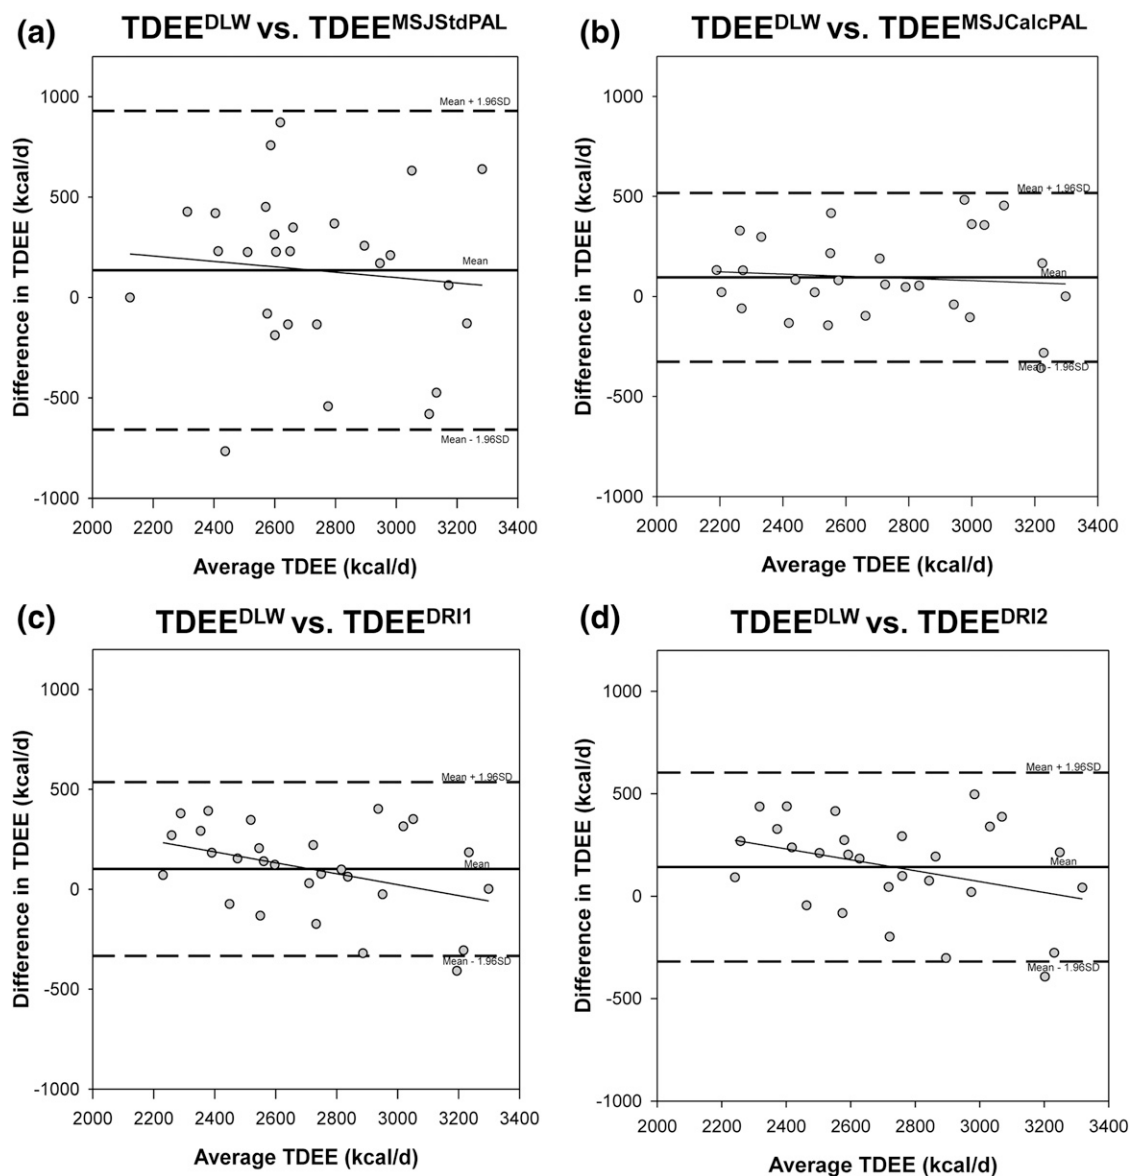 (a) TDEE^DLW vs. TDEE^MSJStdPAL
Difference in TDEE (kcal/d)
1000
500
0
-500
-1000
Mean + 1.96SD
Mean
Mean - 1.96SD
2000 2200 2400 2600 2800 3000 3200 3400
Average TDEE (kcal/d)
(b) TDEE^DLW vs. TDEE^MSJCalcPAL
Difference in TDEE (kcal/d)
1000
500
0
-500
-1000
Mean + 1.96SD
Mean
Mean - 1.96SD
2000 2200 2400 2600 2800 3000 3200 3400
Average TDEE (kcal/d)
(c) TDEE^DLW vs. TDEE^DRI1
Difference in TDEE (kcal/d)
1000
500
0
-500
-1000
Mean + 1.96SD
Mean
Mean - 1.96SD
2000 2200 2400 2600 2800 3000 3200 3400
Average TDEE (kcal/d)
(d) TDEE^DLW vs. TDEE^DRI2
Difference in TDEE (kcal/d)
1000
500
0
-500
-1000
Mean + 1.96SD
Mean
Mean - 1.96SD
2000 2200 2400 2600 2800 3000 3200 3400
Average TDEE (kcal/d)